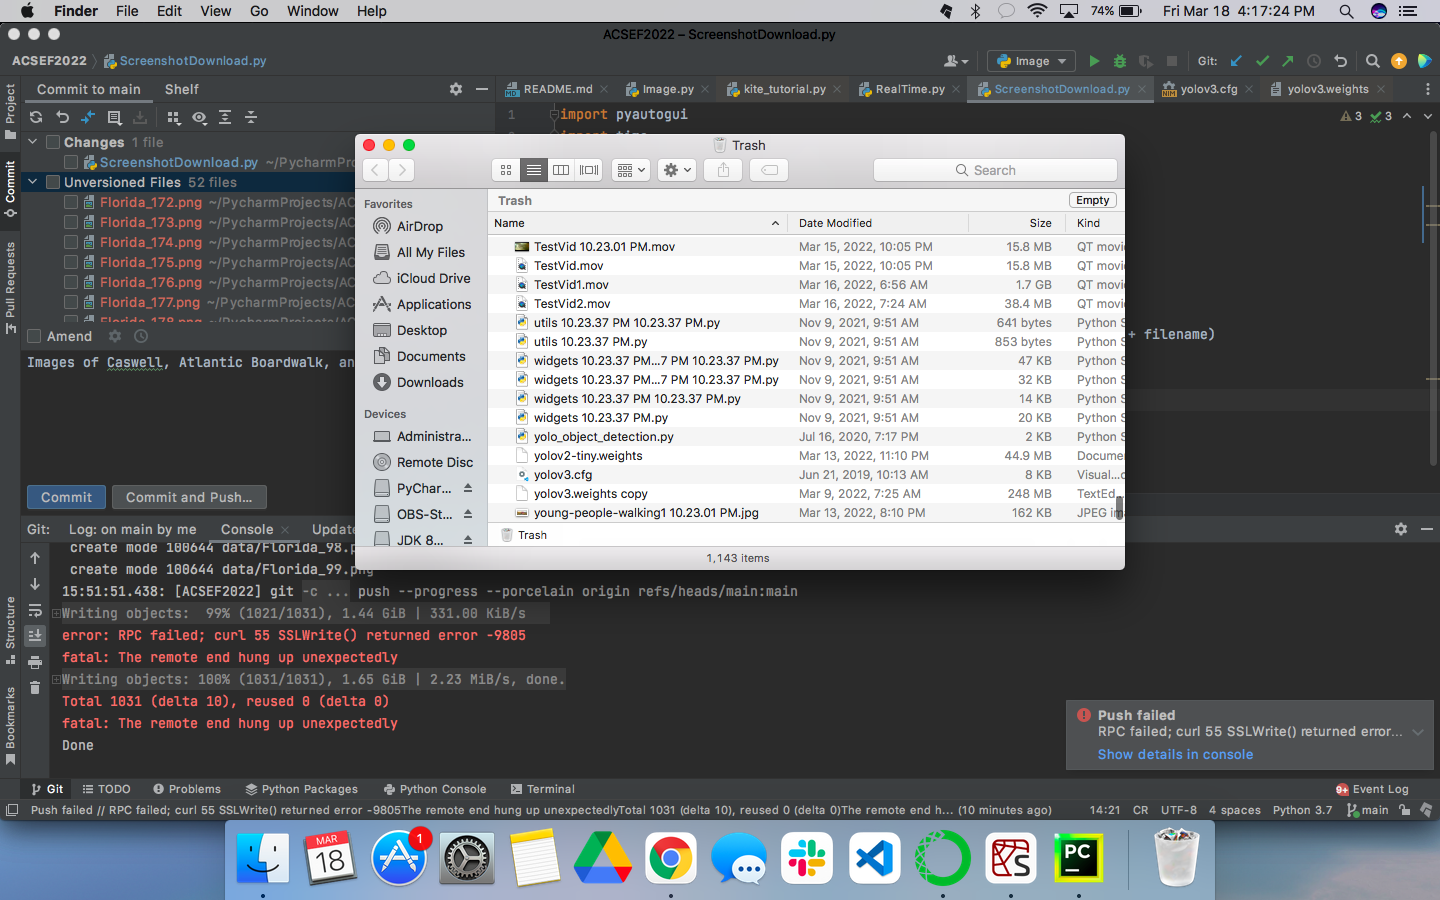 Finder File Edit View Go Window Help 74% Fri Mar 18 4:17:24 PM
ACSEF2022 – ScreenshotDownload.py
ACSEF2022 ScreenshotDownload.py Image Git:
Commit to main Shelf README.md Image.py kite_tutorial.py RealTime.py ScreenshotDownload.py yolov3.cfg yolov3.weights
1 import pyautogui 3 3
Project
Commit
Pull Requests
Structure
Bookmarks
Changes 1 file
ScreenshotDownload.py ~/PycharmPro
Unversioned Files 52 files
Florida_172.png ~/PycharmProjects/AC
Florida_173.png ~/PycharmProjects/AC
Florida_174.png ~/PycharmProjects/AC
Florida_175.png ~/PycharmProjects/AC
Florida_176.png ~/PycharmProjects/AC
Florida_177.png ~/PycharmProjects/AC
Amend
Images of Caswell, Atlantic Boardwalk, an
Commit Commit and Push...
+ filename)
Trash
Search
Favorites
AirDrop
All My Files
iCloud Drive
Applications
Desktop
Documents
Downloads
Devices
Administra...
Remote Disc
PyChar...
OBS-St...
JDK 8...
Trash Empty
Name Date Modified Size Kind
TestVid 10.23.01 PM.mov Mar 15, 2022, 10:05 PM 15.8 MB QT movi
TestVid.mov Mar 15, 2022, 10:05 PM 15.8 MB QT movi
TestVid1.mov Mar 16, 2022, 6:56 AM 1.7 GB QT movi
TestVid2.mov Mar 16, 2022, 7:24 AM 38.4 MB QT movi
utils 10.23.37 PM 10.23.37 PM.py Nov 9, 2021, 9:51 AM 641 bytes Python S
utils 10.23.37 PM.py Nov 9, 2021, 9:51 AM 853 bytes Python S
widgets 10.23.37 PM...7 PM 10.23.37 PM.py Nov 9, 2021, 9:51 AM 47 KB Python S
widgets 10.23.37 PM...7 PM 10.23.37 PM.py Nov 9, 2021, 9:51 AM 32 KB Python S
widgets 10.23.37 PM 10.23.37 PM.py Nov 9, 2021, 9:51 AM 14 KB Python S
widgets 10.23.37 PM.py Nov 9, 2021, 9:51 AM 20 KB Python S
yolo_object_detection.py Jul 16, 2020, 7:17 PM 2 KB Python S
yolov2-tiny.weights Mar 13, 2022, 11:10 PM 44.9 MB Docume
yolov3.cfg Jun 21, 2019, 10:13 AM 8 KB Visual...c
yolov3.weights copy Mar 9, 2022, 7:25 AM 248 MB TextEd...
young-people-walking1 10.23.01 PM.jpg Mar 13, 2022, 8:10 PM 162 KB JPEG im
Trash
1,143 items
Git: Log: on main by me Console Update
create mode 100644 data/Florida_98.p
create mode 100644 data/Florida_99.png
15:51:51.438: [ACSEF2022] git -c ... push --progress --porcelain origin refs/heads/main:main
Writing objects: 99% (1021/1031), 1.44 GiB | 331.00 KiB/s
error: RPC failed; curl 55 SSLWrite() returned error -9805
fatal: The remote end hung up unexpectedly
Writing objects: 100% (1031/1031), 1.65 GiB | 2.23 MiB/s, done.
Total 1031 (delta 10), reused 0 (delta 0)
fatal: The remote end hung up unexpectedly
Done
Push failed
RPC failed; curl 55 SSLWrite() returned error...
Show details in console
Git TODO Problems Python Packages Python Console Terminal 9+ Event Log
Push failed // RPC failed; curl 55 SSLWrite() returned error -9805The remote end hung up unexpectedlyTotal 1031 (delta 10), reused 0 (delta 0)The remote end h... (10 minutes ago) 14:21 CR UTF-8 4 spaces Python 3.7 main
MAR
18
1
PC